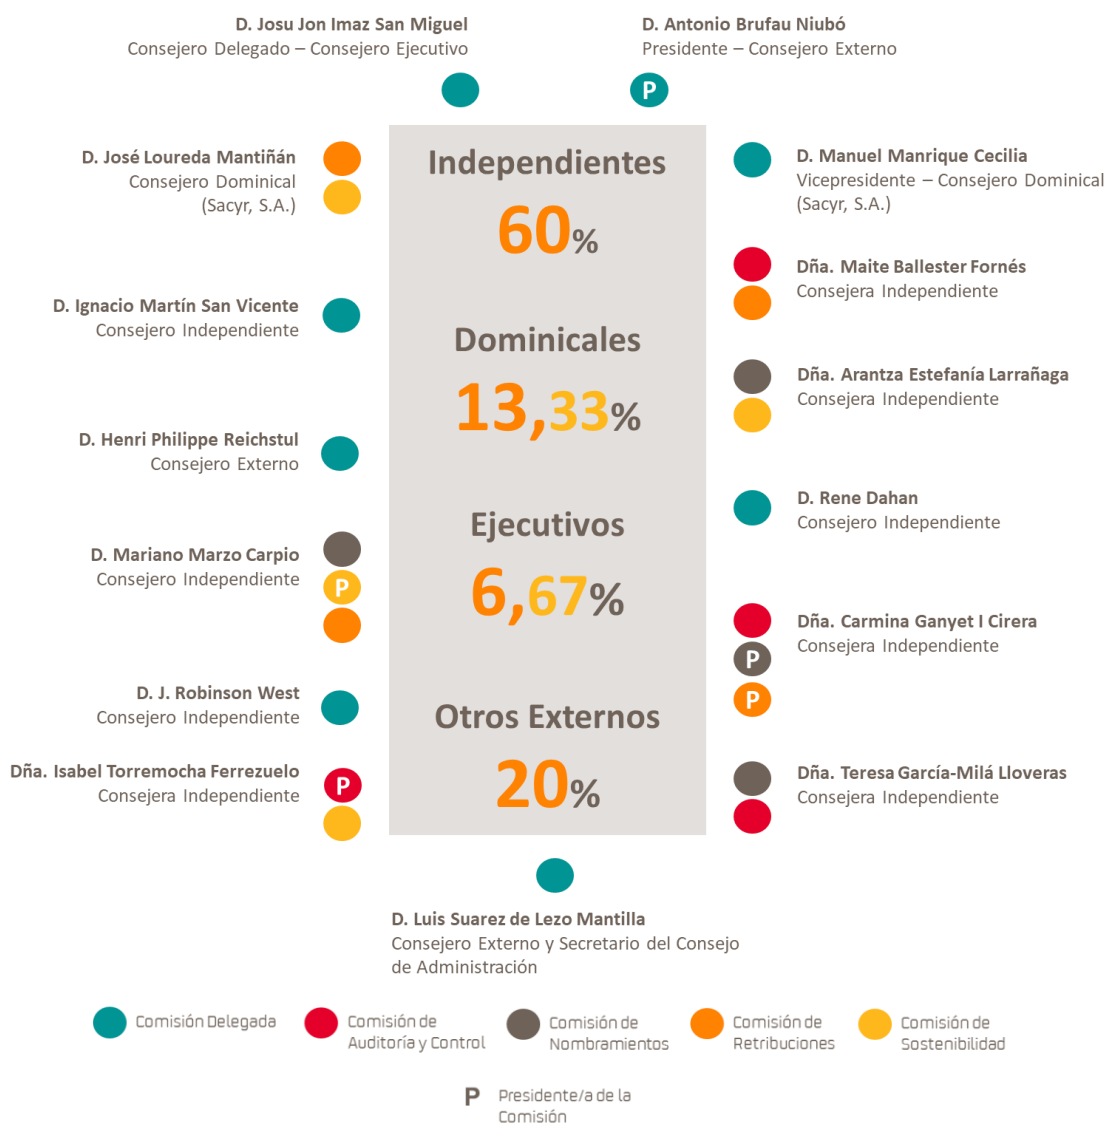 D. Josu Jon Imaz San Miguel
Consejero Delegado – Consejero Ejecutivo
D. Antonio Brufau Niubó
Presidente – Consejero Externo
P
D. José Loureda Mantiñán
Consejero Dominical
(Sacyr, S.A.)
D. Ignacio Martín San Vicente
Consejero Independiente
D. Henri Philippe Reichstul
Consejero Externo
D. Mariano Marzo Carpio
Consejero Independiente
P
D. J. Robinson West
Consejero Independiente
Dña. Isabel Torremocha Ferrezuelo
Consejera Independiente
P
Independientes
60%
Dominicales
13,33%
Ejecutivos
6,67%
Otros Externos
20%
D. Manuel Manrique Cecilia
Vicepresidente – Consejero Dominical
(Sacyr, S.A.)
Dña. Maite Ballester Fornés
Consejera Independiente
Dña. Arantza Estefanía Larrañaga
Consejera Independiente
D. Rene Dahan
Consejero Independiente
Dña. Carmina Ganyet I Cirera
Consejera Independiente
P
P
Dña. Teresa García-Milá Lloveras
Consejera Independiente
D. Luis Suarez de Lezo Mantilla
Consejero Externo y Secretario del Consejo
de Administración
Comisión Delegada
Comisión de
Auditoría y Control
Comisión de
Nombramientos
Comisión de
Retribuciones
Comisión de
Sostenibilidad
P
Presidente/a de la
Comisión